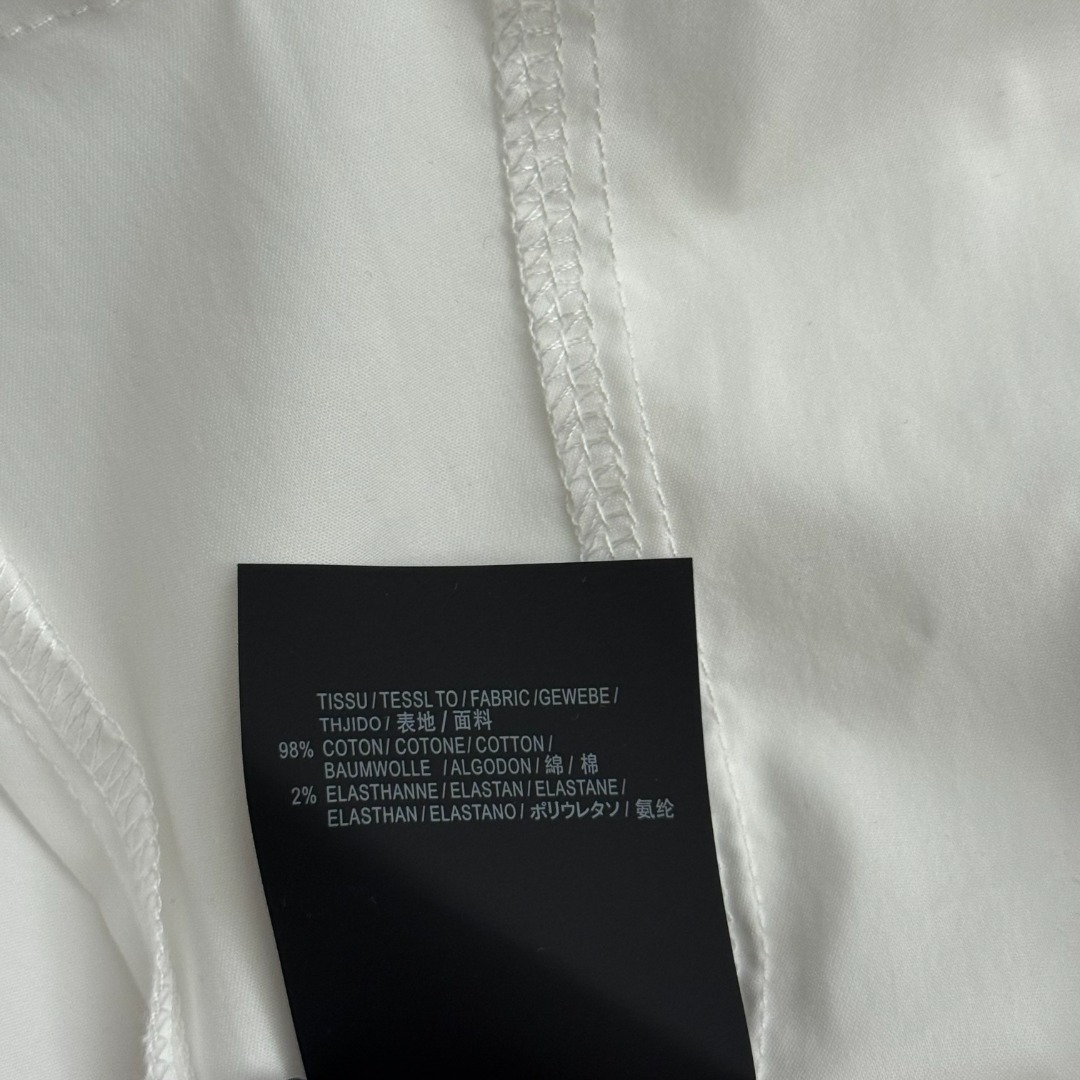 TISSU / TESSLTO / FABRIC /GEWEBE /
THJIDO / 表地 / 面料
98% COTON / COTONE / COTTON /
BAUMWOLLE / ALGODON / 綿 / 棉
2% ELASTHANNE / ELASTAN / ELASTANE /
ELASTHAN / ELASTANO / ポリウレタソ / 氨纶